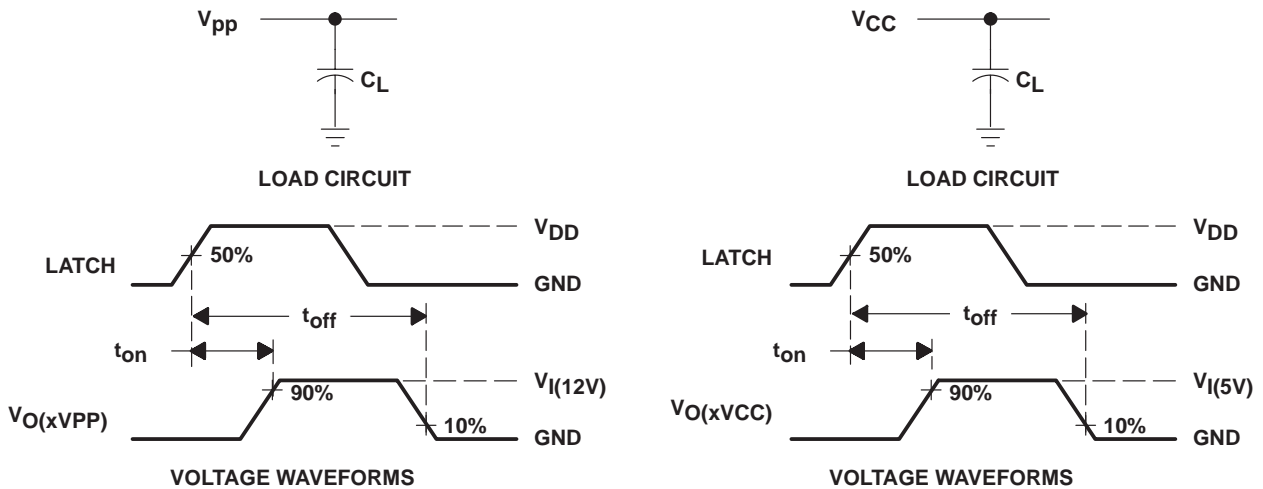 Vpp
CL
LOAD CIRCUIT
VDD
50%
LATCH
GND
toff
ton
VI(12V)
90%
VO(xVPP)
10%
GND
VOLTAGE WAVEFORMS
VCC
CL
LOAD CIRCUIT
VDD
50%
LATCH
GND
toff
ton
VI(5V)
90%
VO(xVCC)
10%
GND
VOLTAGE WAVEFORMS